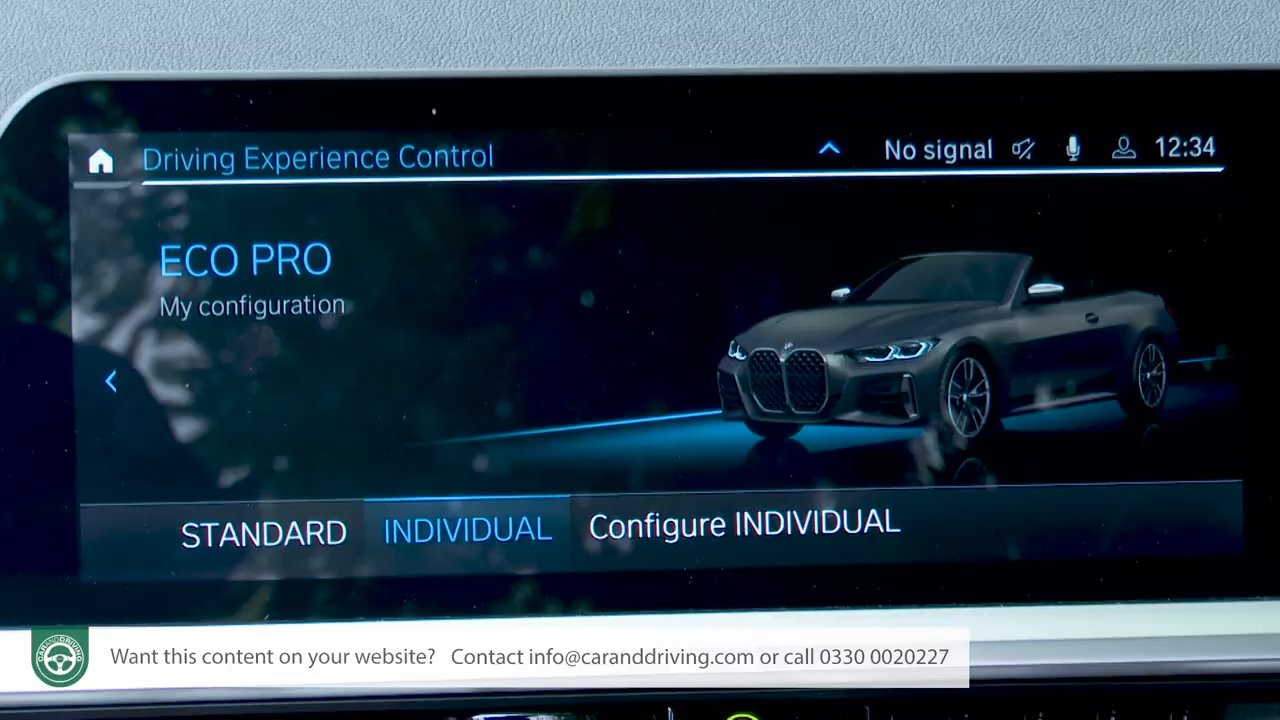 Driving Experience Control
No signal
12:34
ECO PRO
My configuration
STANDARD
INDIVIDUAL
Configure INDIVIDUAL
CARANDDRIVING
Want this content on your website? Contact info@caranddriving.com or call 0330 0020227